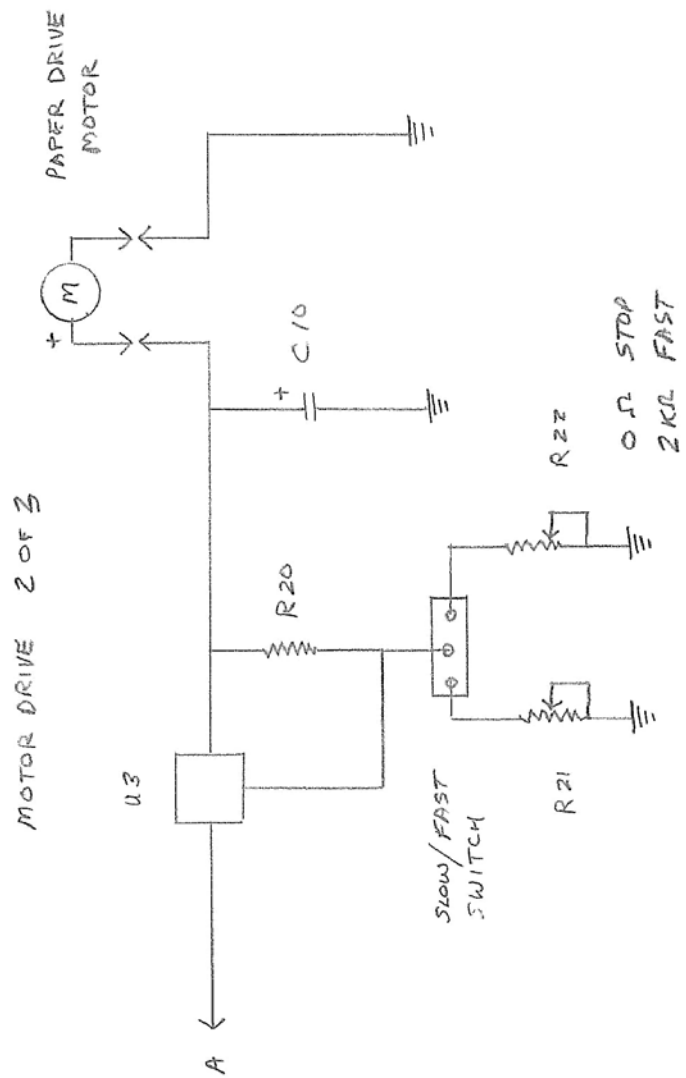 MOTOR DRIVE 2 OF 3
PAPER DRIVE
MOTOR
+
M
U3
A
R20
+
C10
SLOW/FAST
SWITCH
R21
R22
0 Ω STOP
2 KΩ FAST